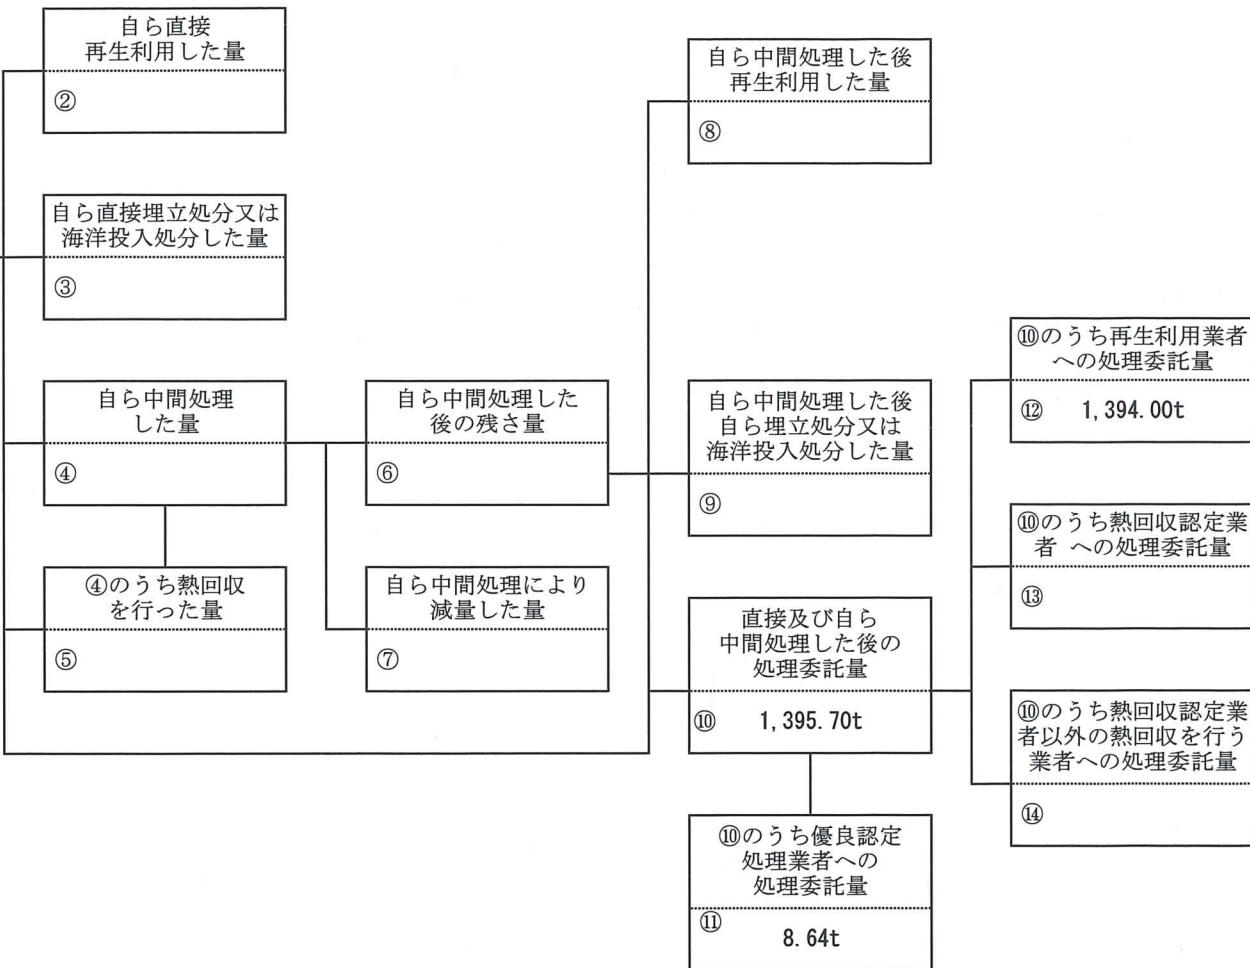 自ら直接
再生利用した量
②
自ら直接埋立処分又は
海洋投入処分した量
③
自ら中間処理
した量
④
④のうち熱回収
を行った量
⑤
自ら中間処理した
後の残さ量
⑥
自ら中間処理により
減量した量
⑦
自ら中間処理した後
再生利用した量
⑧
自ら中間処理した後
自ら埋立処分又は
海洋投入処分した量
⑨
直接及び自ら
中間処理した後の
処理委託量
⑩ 1,395.70t
⑩のうち優良認定
処理業者への
処理委託量
⑪ 8.64t
⑩のうち再生利用業者
への処理委託量
⑫ 1,394.00t
⑩のうち熱回収認定業
者 への処理委託量
⑬
⑩のうち熱回収認定業
者以外の熱回収を行う
業者への処理委託量
⑭